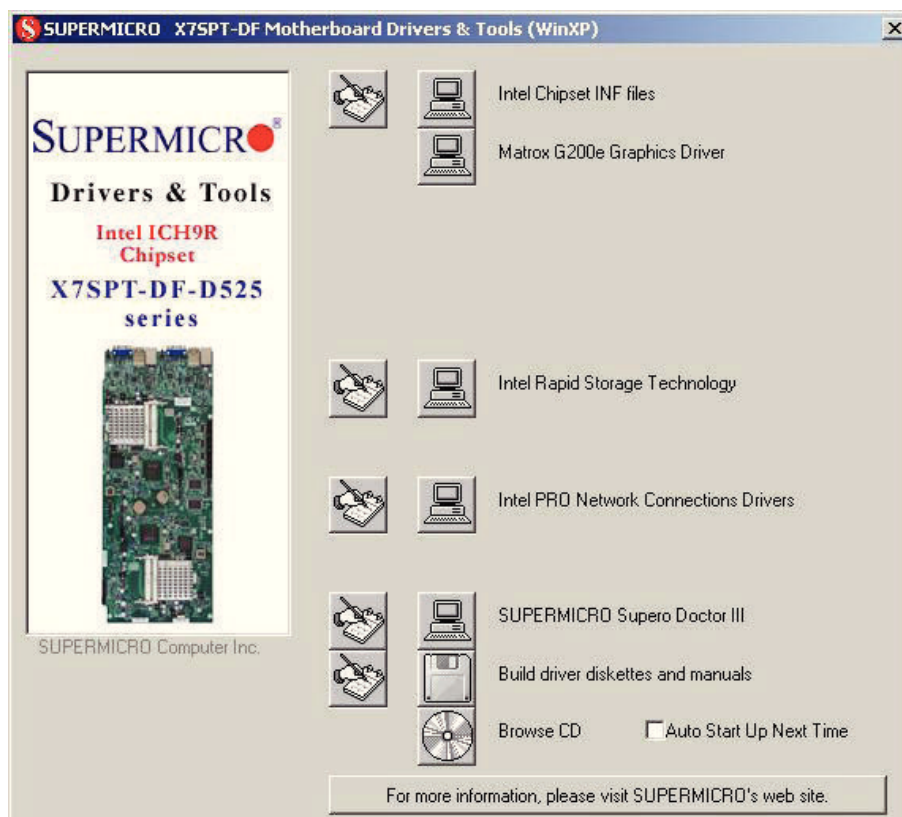 SUPERMICRO X7SPT-DF Motherboard Drivers & Tools (WinXP)
SUPERMICRO®
Drivers & Tools
Intel ICH9R
Chipset
X7SPT-DF-D525
series
SUPERMICRO Computer Inc.
Intel Chipset INF files
Matrox G200e Graphics Driver
Intel Rapid Storage Technology
Intel PRO Network Connections Drivers
SUPERMICRO Supero Doctor III
Build driver diskettes and manuals
Browse CD
Auto Start Up Next Time
For more information, please visit SUPERMICRO's web site.